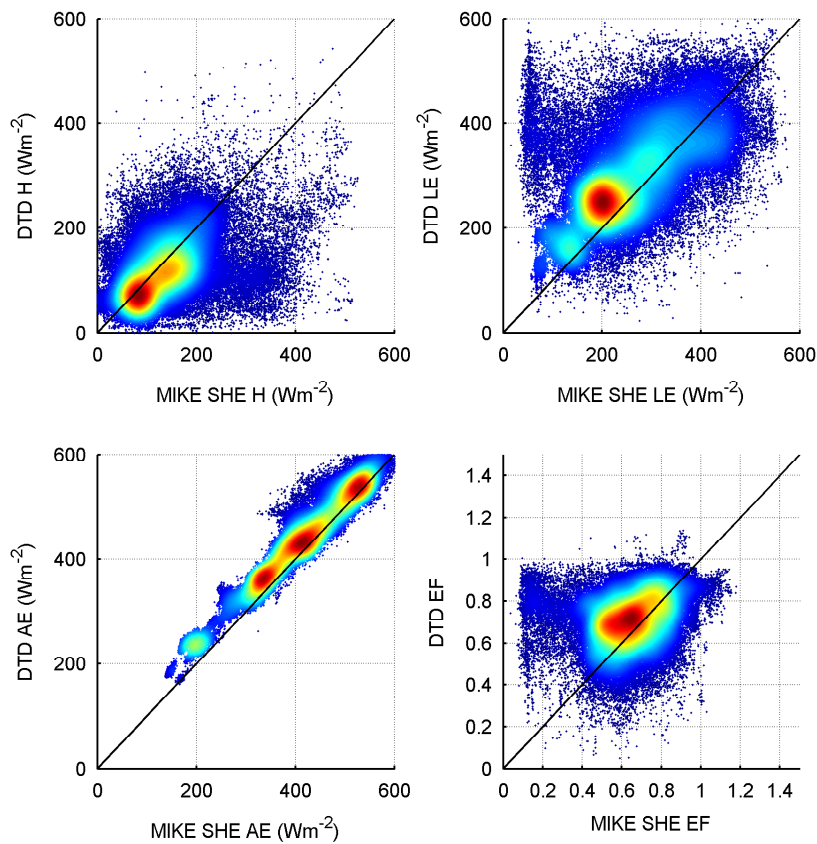 600
400
200
0
0 200 400 600
DTD H (Wm-2)
MIKE SHE H (Wm-2)
600
400
200
0
0 200 400 600
DTD LE (Wm-2)
MIKE SHE LE (Wm-2)
600
400
200
0
0 200 400 600
DTD AE (Wm-2)
MIKE SHE AE (Wm-2)
1.4
1.2
1
0.8
0.6
0.4
0.2
0
0 0.2 0.4 0.6 0.8 1 1.2 1.4
DTD EF
MIKE SHE EF